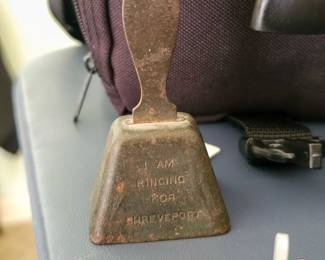 I AM
RINGING
FOR
SHREVEPORT